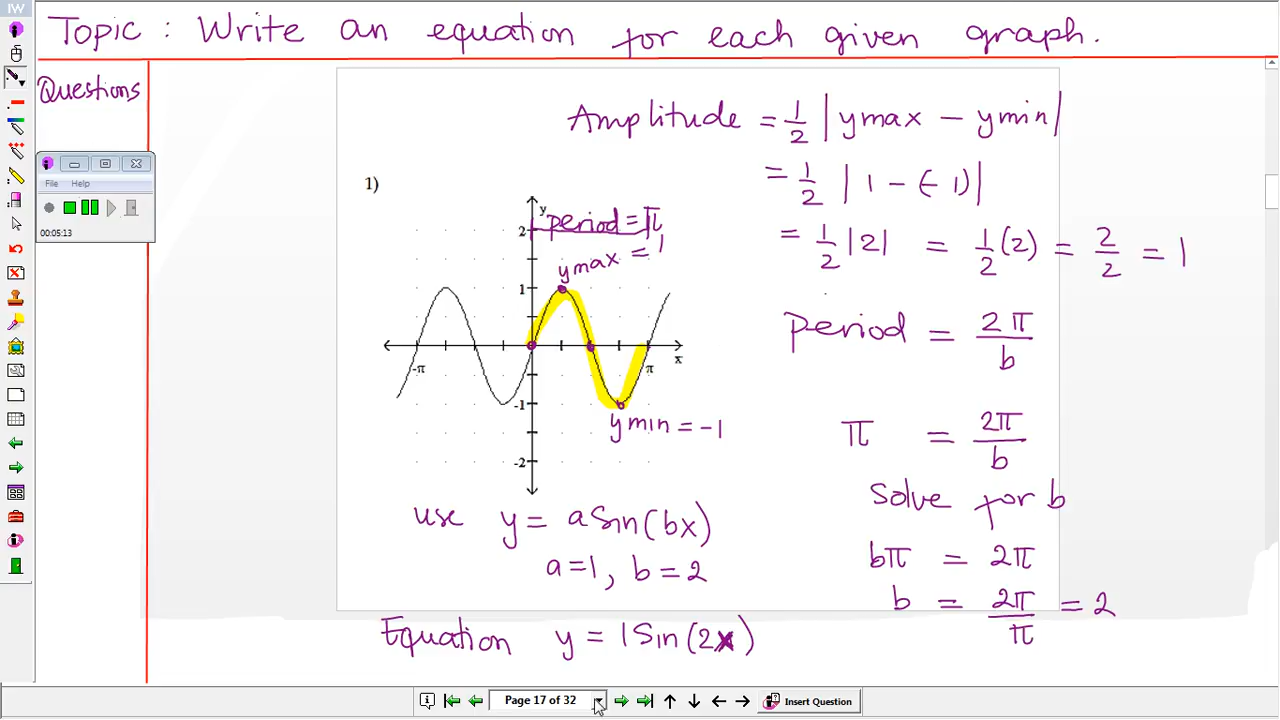 IW
Topic : Write an equation for each given graph.
Questions
File Help
00:05:13
1)
Amplitude = 1/2 |ymax - ymin|
= 1/2 |1 - (-1)|
= 1/2 |2| = 1/2 (2) = 2/2 = 1
y
period = π
2
ymax = 1
1
-π
π
x
-1
ymin = -1
-2
period = 2π/b
π = 2π/b
Solve for b
bπ = 2π
b = 2π/π = 2
use y = a Sin(bx)
a=1, b=2
Equation y = 1 Sin(2x)
Page 17 of 32
Insert Question